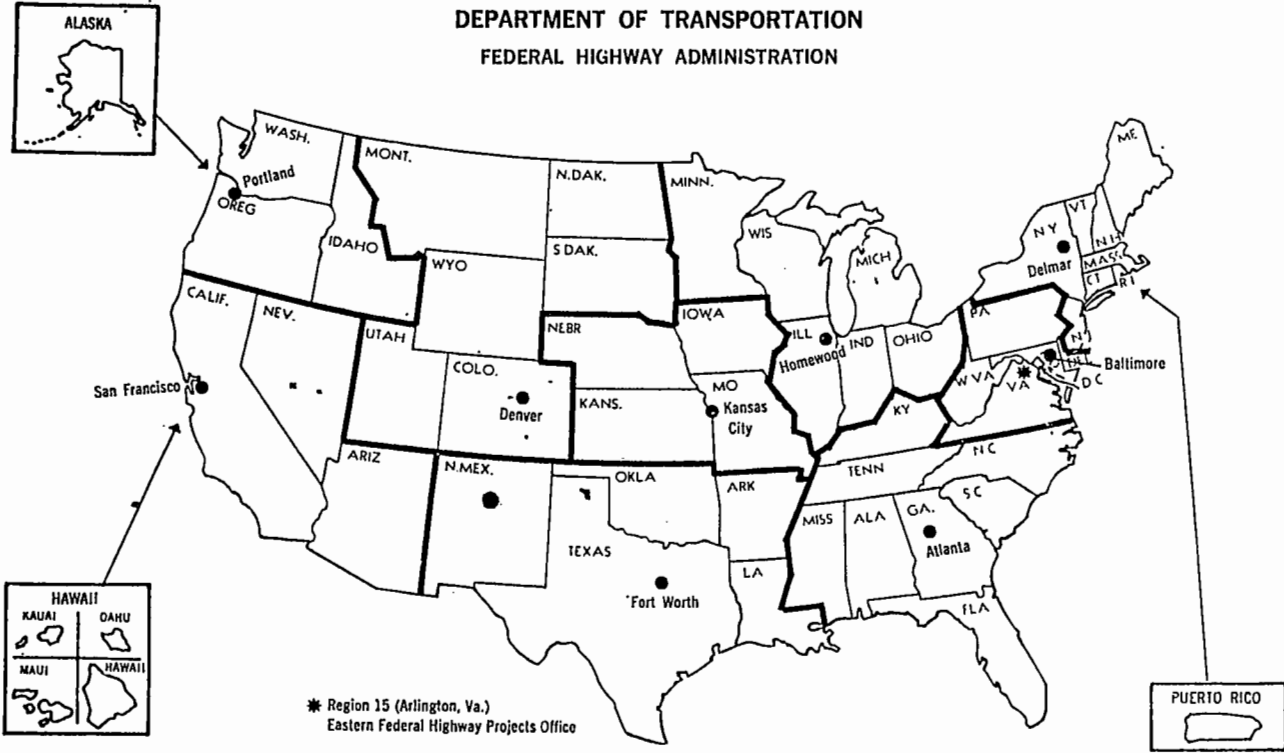 DEPARTMENT OF TRANSPORTATION
FEDERAL HIGHWAY ADMINISTRATION
ALASKA
WASH.
Portland
OREG
IDAHO
MONT.
N.DAK.
S DAK.
MINN.
WIS
MICH
WYO
NEBR
IOWA
ILL
Homewood
IND
OHIO
PA
N Y
Delmar
VT
N H
ME
MASS
CT
R I
Baltimore
D C
W VA
VA
CALIF.
NEV.
UTAH
COLO.
Denver
KANS.
MO
Kansas
City
KY
San Francisco
ARIZ
N.MEX.
OKLA
ARK
TENN
N C
S C
MISS
ALA
GA.
Atlanta
TEXAS
Fort Worth
LA
FLA
HAWAII
KAUAI
OAHU
MAUI
HAWAII
✷ Region 15 (Arlington, Va.)
Eastern Federal Highway Projects Office
PUERTO RICO